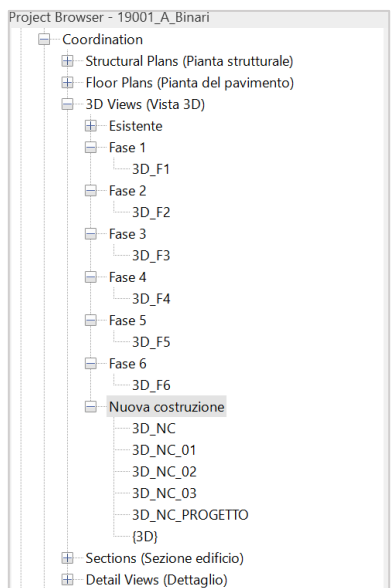 Project Browser - 19001_A_Binari
Coordination
Structural Plans (Pianta strutturale)
Floor Plans (Pianta del pavimento)
3D Views (Vista 3D)
Esistente
Fase 1
3D_F1
Fase 2
3D_F2
Fase 3
3D_F3
Fase 4
3D_F4
Fase 5
3D_F5
Fase 6
3D_F6
Nuova costruzione
3D_NC
3D_NC_01
3D_NC_02
3D_NC_03
3D_NC_PROGETTO
{3D}
Sections (Sezione edificio)
Detail Views (Dettaglio)